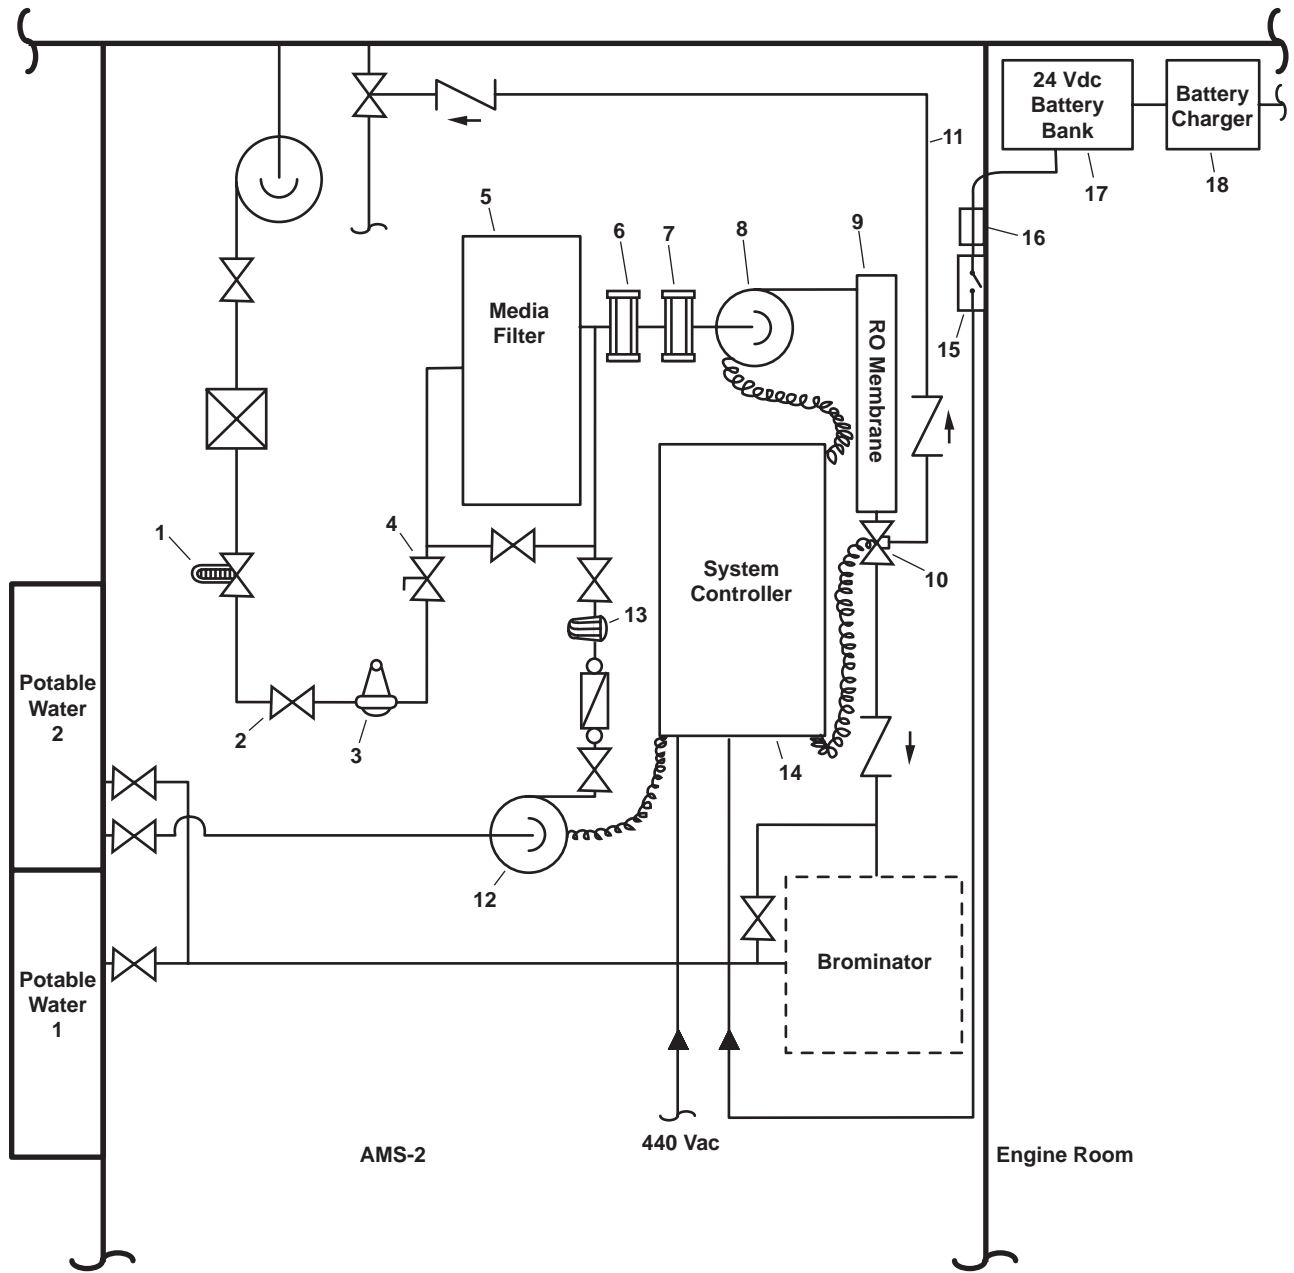 24 Vdc
Battery
Bank
Battery
Charger
11
17
18
5
6
7
8
9
16
Media
Filter
15
RO Membrane
1
4
System
Controller
10
13
Potable
Water
2
2
3
14
12
Potable
Water
1
Brominator
440 Vac
AMS-2
Engine Room